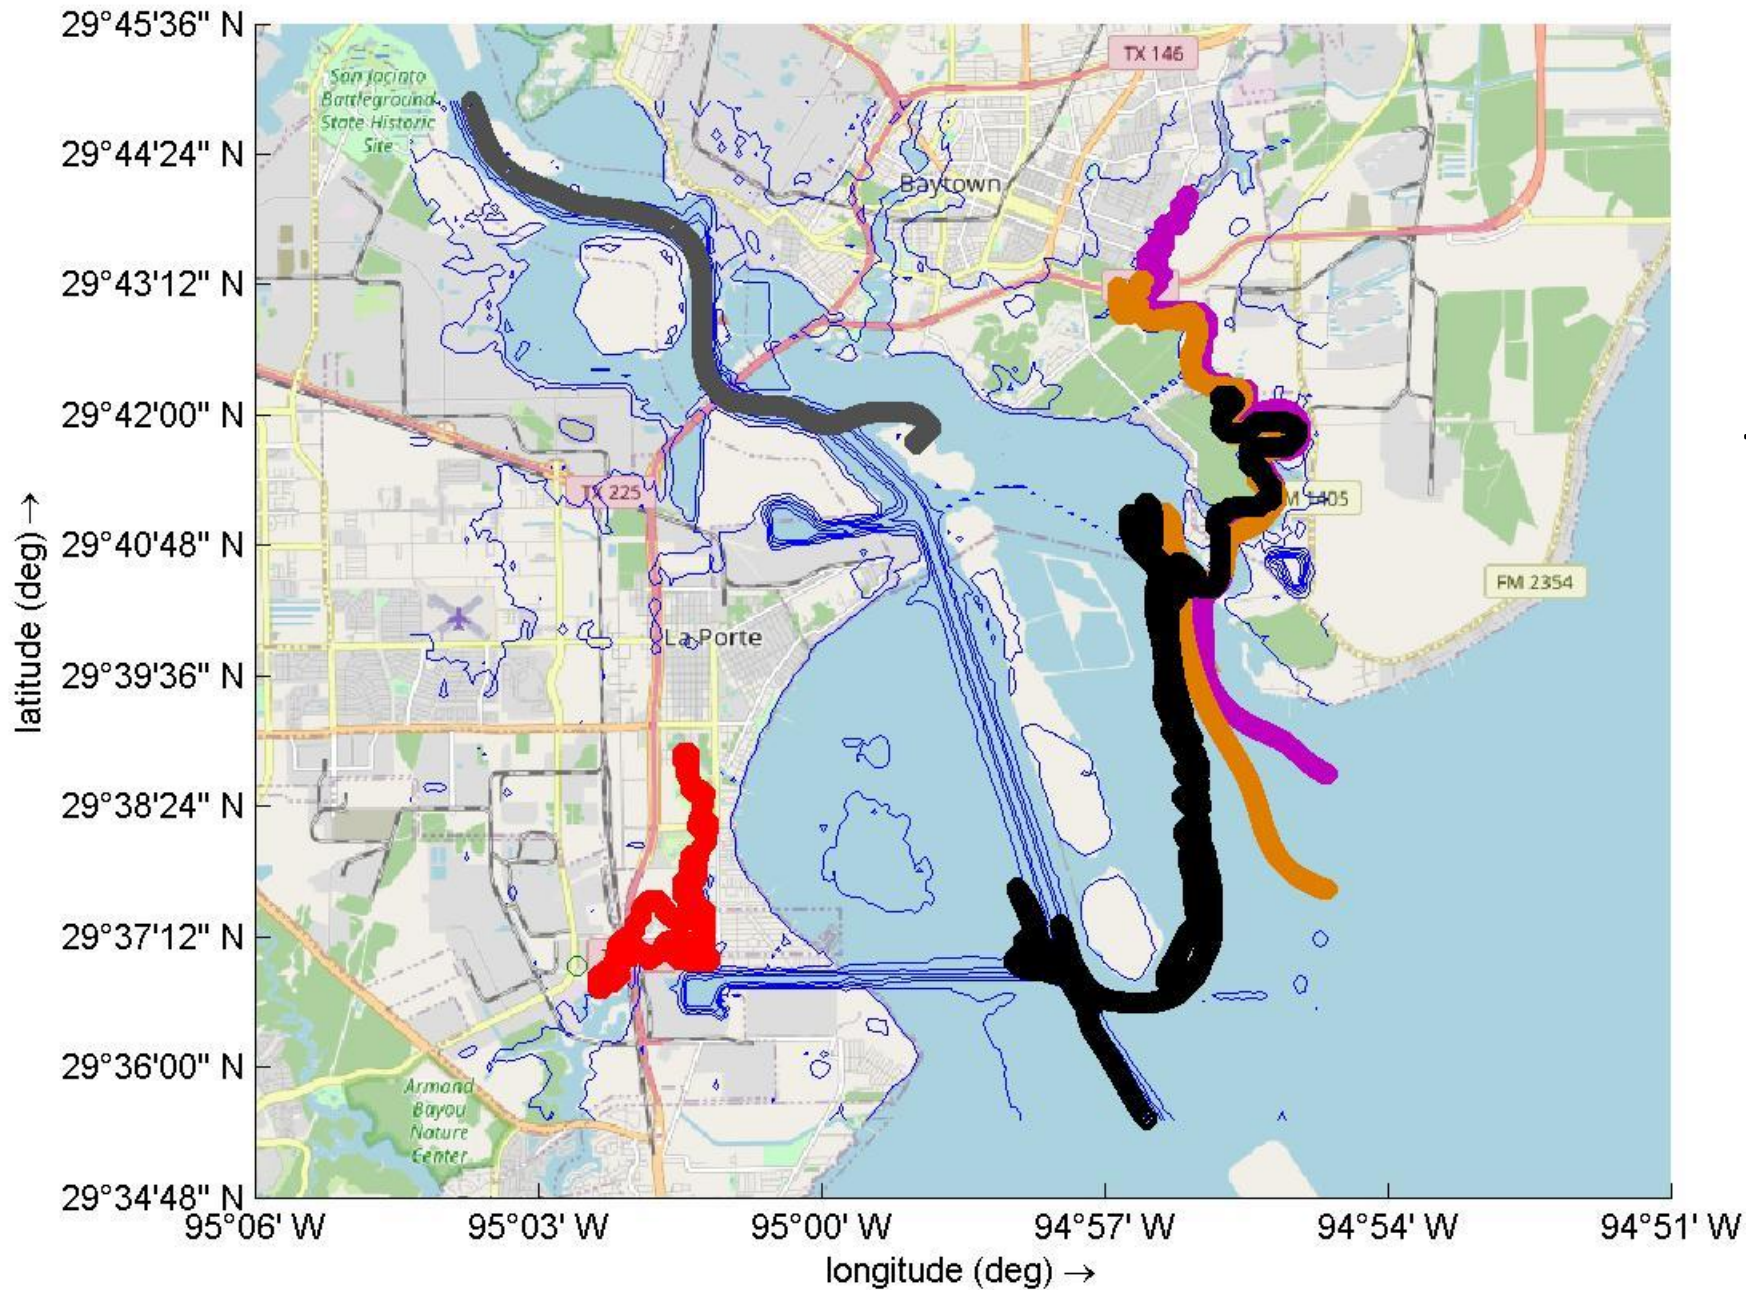 29°45'36" N
TX 146
San Jacinto
Battleground
State Historic
Site
29°44'24" N
Baytown
29°43'12" N
29°42'00" N
TX 225
M 1405
29°40'48" N
FM 2354
La Porte
29°39'36" N
29°38'24" N
29°37'12" N
29°36'00" N
Armand
Bayou
Nature
Center
29°34'48" N
95°06' W
95°03' W
95°00' W
94°57' W
94°54' W
94°51' W
longitude (deg) →
latitude (deg) →